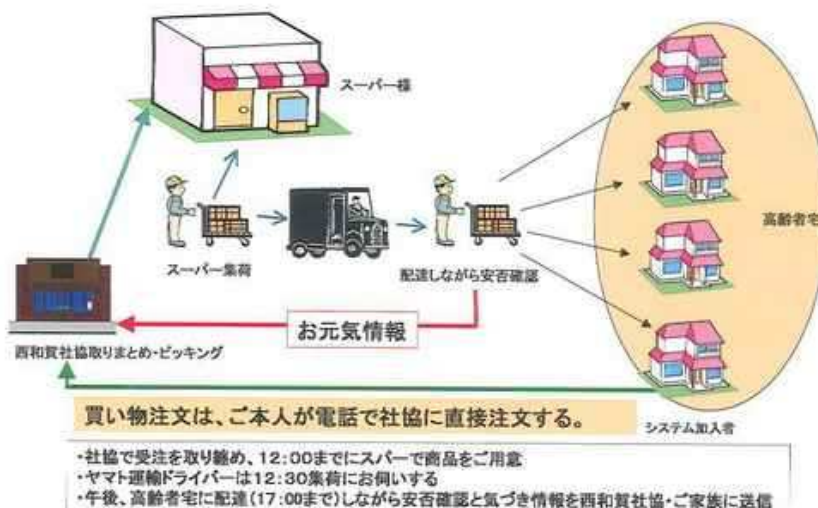 スーパー様
高齢者宅
スーパー集荷
配達しながら安否確認
お元気情報
西和賀社協取りまとめ・ピッキング
システム加入者
買い物注文は、ご本人が電話で社協に直接注文する。
・社協で受注を取り纏め、12:00までにスパーで商品をご用意
・ヤマト運輸ドライバーは12:30集荷にお伺いする
・午後、高齢者宅に配達(17:00まで)しながら安否確認と気づき情報を西和賀社協・ご家族に送信